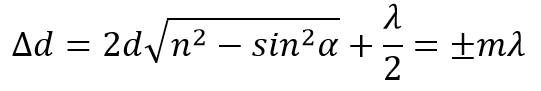 Δd = 2d√(n² − sin²α) + λ/2 = ±mλ